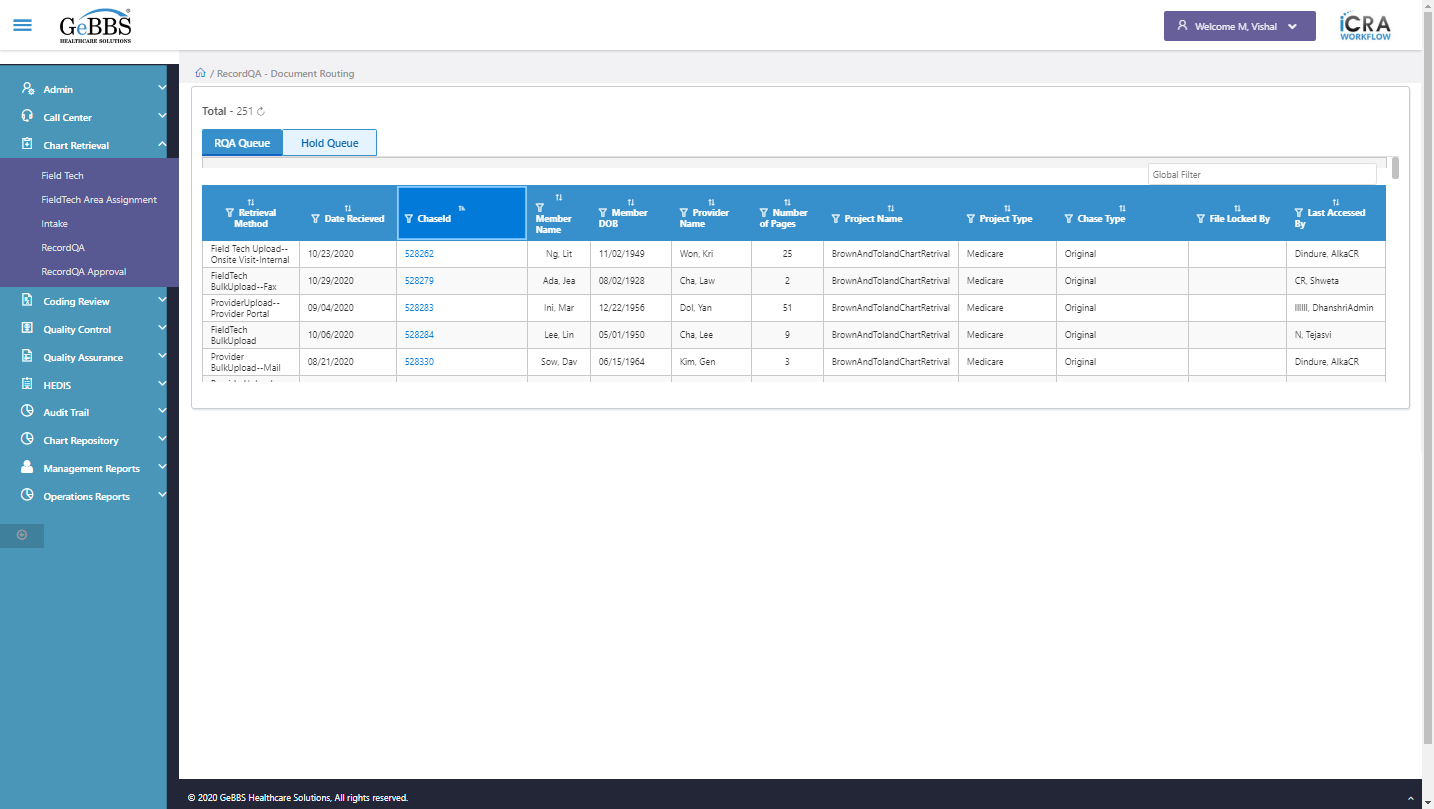 GeBBS
HEALTHCARE SOLUTIONS
Welcome M, Vishal
iCRA
WORKFLOW
/ RecordQA - Document Routing
Admin
Call Center
Chart Retrieval
Field Tech
FieldTech Area Assignment
Intake
RecordQA
RecordQA Approval
Coding Review
Quality Control
Quality Assurance
HEDIS
Audit Trail
Chart Repository
Management Reports
Operations Reports
Total - 251
RQA Queue Hold Queue
Global Filter
Retrieval Method Date Recieved ChaseId Member Name Member DOB Provider Name Number of Pages Project Name Project Type Chase Type File Locked By Last Accessed By
Field Tech Upload--Onsite Visit-Internal 10/23/2020 528262 Ng, Lit 11/02/1949 Won, Kri 25 BrownAndTolandChartRetrival Medicare Original Dindure, AlkaCR
FieldTech BulkUpload--Fax 10/29/2020 528279 Ada, Jea 08/02/1928 Cha, Law 2 BrownAndTolandChartRetrival Medicare Original CR, Shweta
ProviderUpload--Provider Portal 09/04/2020 528283 Ini, Mar 12/22/1956 Dol, Yan 51 BrownAndTolandChartRetrival Medicare Original DhanshriAdmin
FieldTech BulkUpload 10/06/2020 528284 Lee, Lin 05/01/1950 Cha, Lee 9 BrownAndTolandChartRetrival Medicare Original N, Tejasvi
Provider BulkUpload--Mail 08/21/2020 528330 Sow, Dav 06/15/1964 Kim, Gen 3 BrownAndTolandChartRetrival Medicare Original Dindure, AlkaCR
© 2020 GeBBS Healthcare Solutions, All rights reserved.